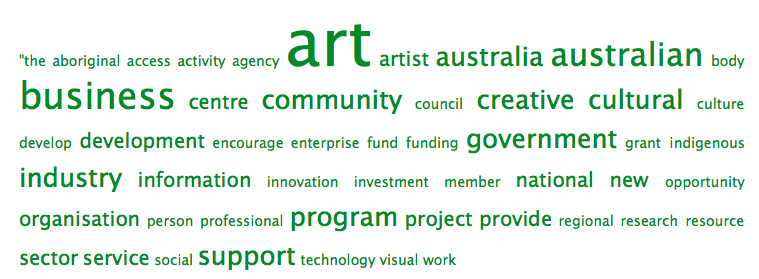 "the aboriginal access activity agency art artist australia australian body
business centre community council creative cultural culture
develop development encourage enterprise fund funding government grant indigenous
industry information innovation investment member national new opportunity
organisation person professional program project provide regional research resource
sector service social support technology visual work